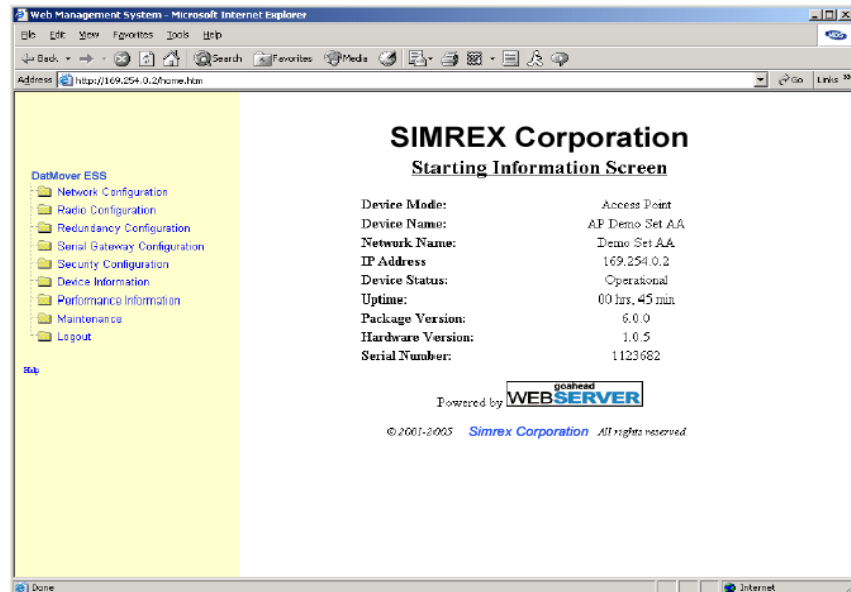 Web Management System - Microsoft Internet Explorer
File Edit View Favorites Tools Help
Back Search Favorites Media
Address http://169.254.0.2/home.htm Go Links »
SIMREX Corporation
Starting Information Screen
DatMover ESS
Network Configuration
Radio Configuration
Redundancy Configuration
Serial Gateway Configuration
Security Configuration
Device Information
Performance Information
Maintenance
Logout
Help
Device Mode: Access Point
Device Name: AP Demo Set AA
Network Name: Demo Set AA
IP Address 169.254.0.2
Device Status: Operational
Uptime: 00 hrs, 45 min
Package Version: 6.0.0
Hardware Version: 1.0.5
Serial Number: 1123682
Powered by goahead WEBSERVER
©2001-2005 Simrex Corporation All rights reserved.
Done Internet